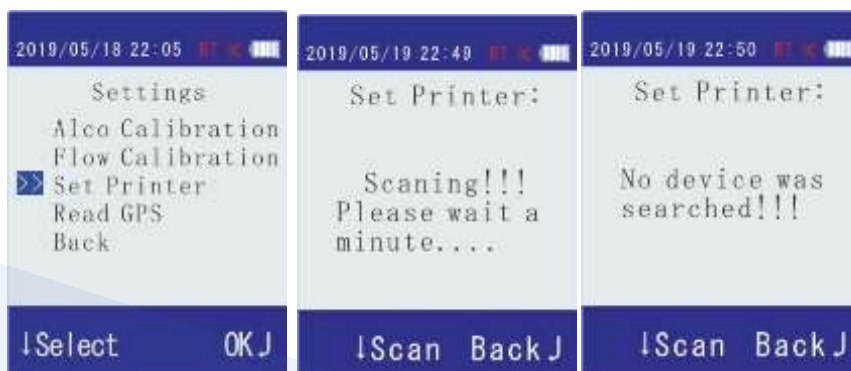 2019/05/18 22:05
Settings
Alco Calibration
Flow Calibration
>> Set Printer
Read GPS
Back
↓Select OK┘
2019/05/19 22:49
Set Printer:
Scaning!!!
Please wait a
minute....
↓Scan Back┘
2019/05/19 22:50
Set Printer:
No device was
searched!!!
↓Scan Back┘